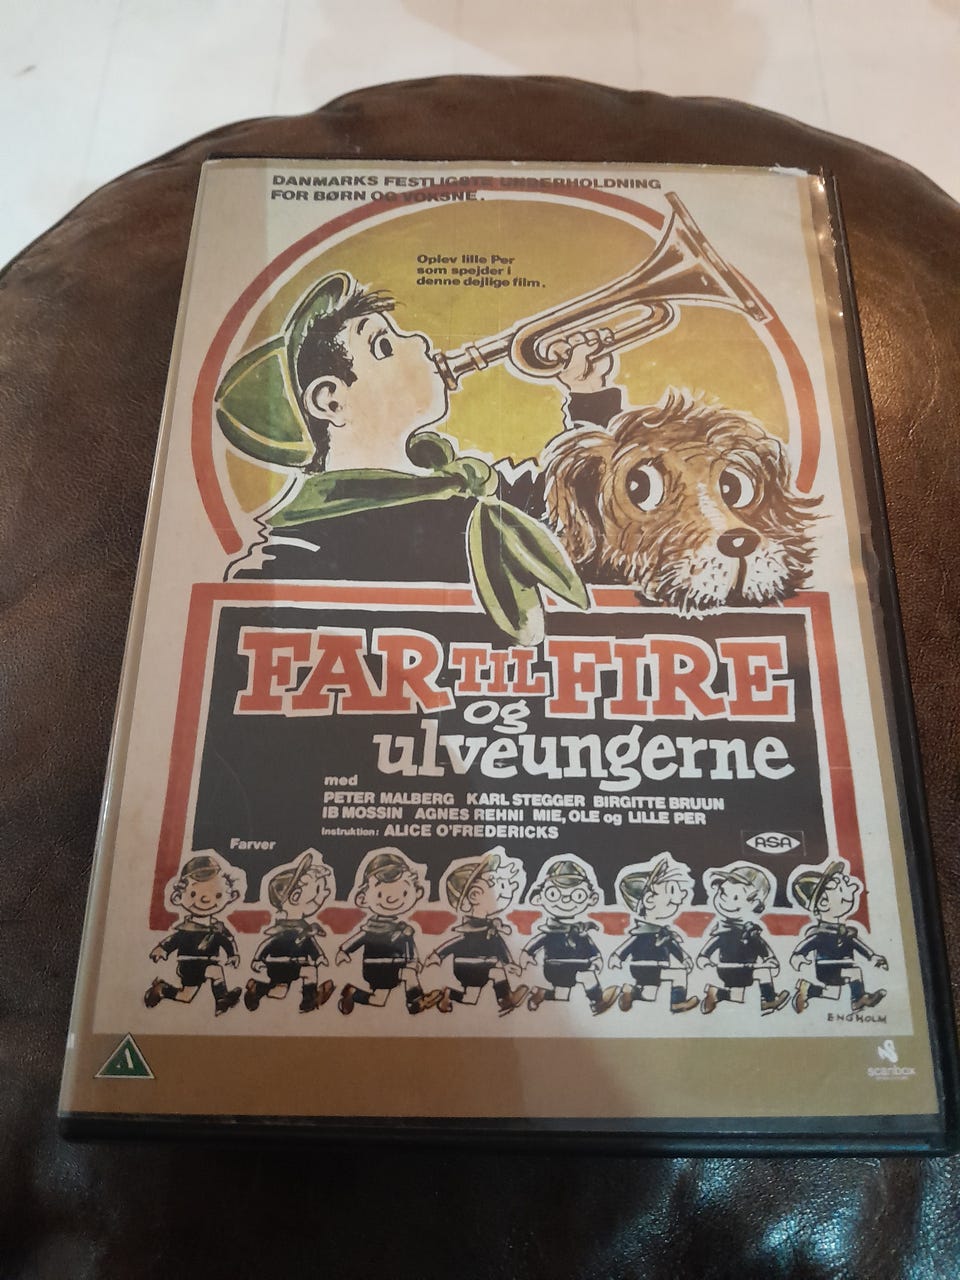 DANMARKS FESTLIGSTE UNDERHOLDNING
FOR BØRN OG VOKSNE.
Oplev lille Per
som spejder i
denne dejlige film.
FAR TIL FIRE
og
ulveungerne
med
PETER MALBERG KARL STEGGER BIRGITTE BRUUN
IB MOSSIN AGNES REHNI MIE, OLE og LILLE PER
Instruktion: ALICE O'FREDERICKS
Farver
ASA
ENGHOLM
A
scanbox